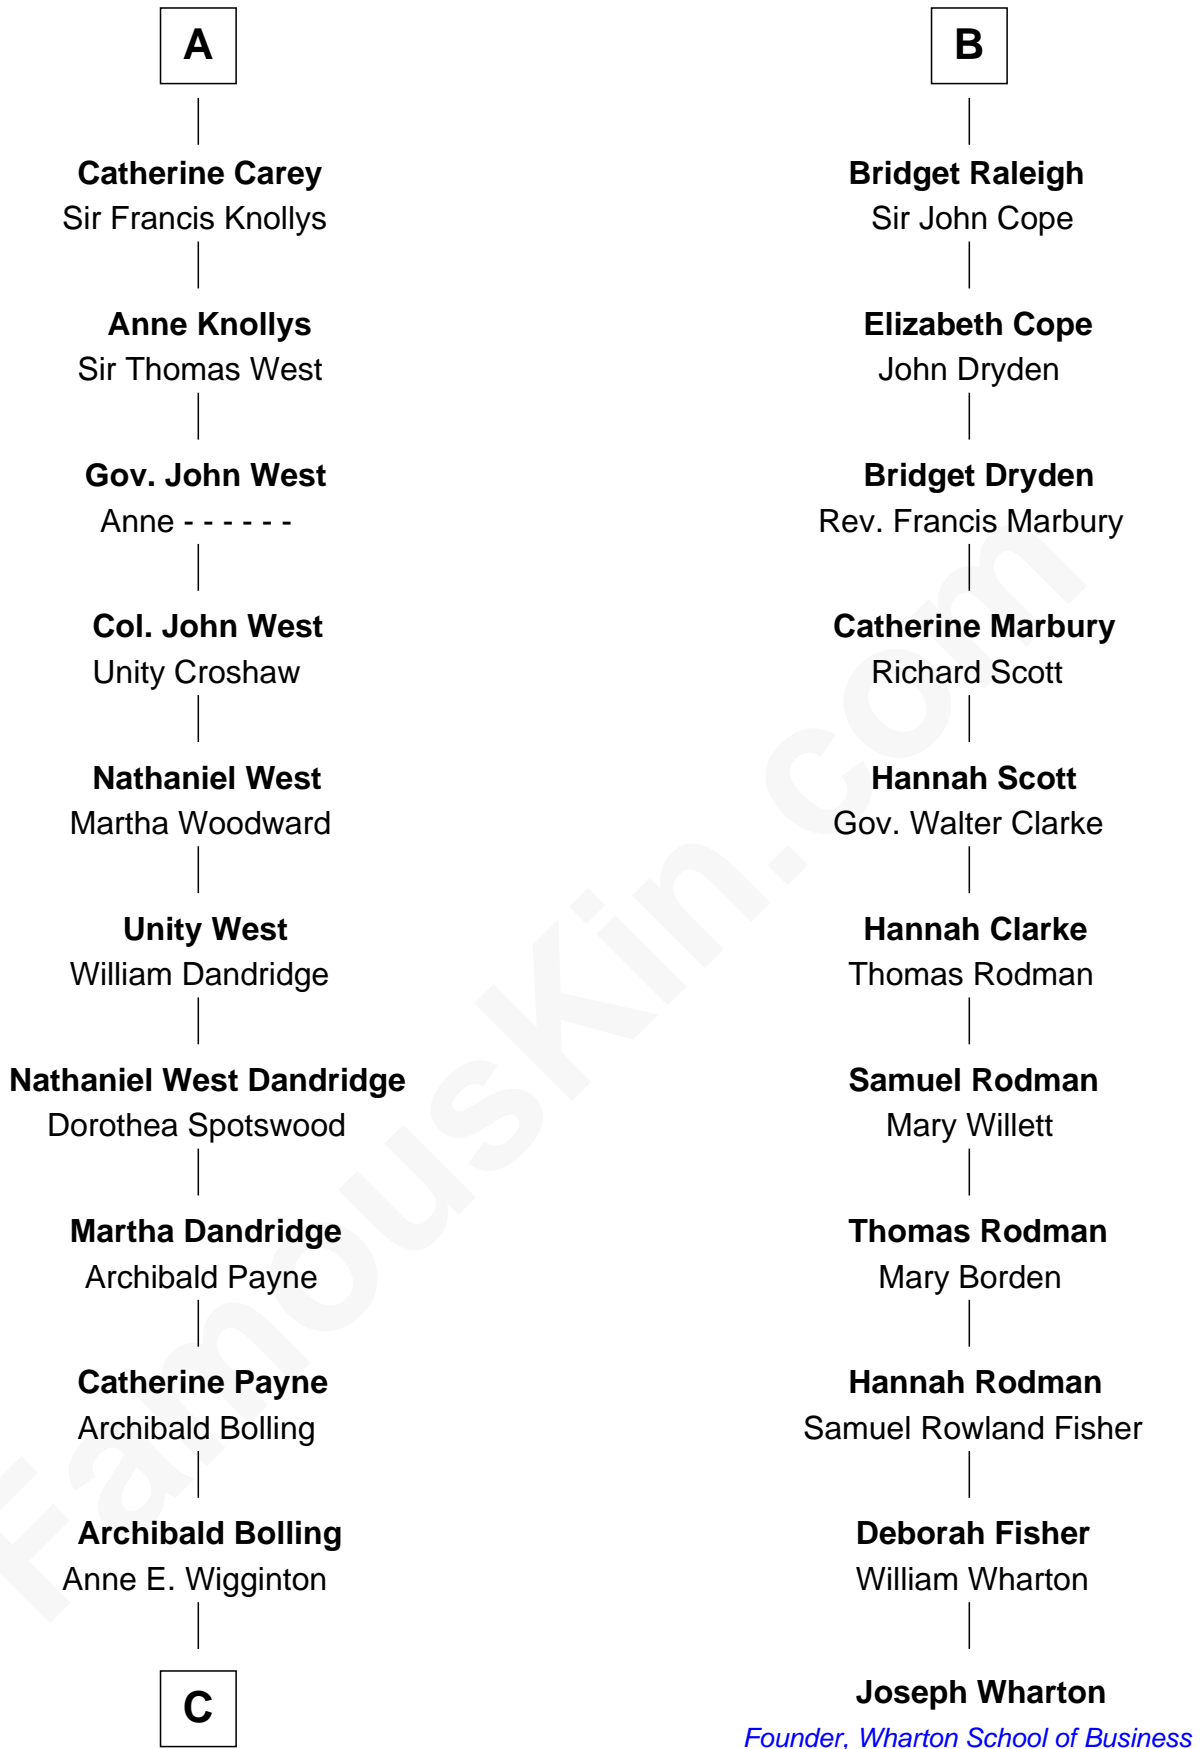 A
Catherine Carey
Sir Francis Knollys
Anne Knollys
Sir Thomas West
Gov. John West
Anne - - - - - -
Col. John West
Unity Croshaw
Nathaniel West
Martha Woodward
Unity West
William Dandridge
Nathaniel West Dandridge
Dorothea Spotswood
Martha Dandridge
Archibald Payne
Catherine Payne
Archibald Bolling
Archibald Bolling
Anne E. Wigginton
C
B
Bridget Raleigh
Sir John Cope
Elizabeth Cope
John Dryden
Bridget Dryden
Rev. Francis Marbury
Catherine Marbury
Richard Scott
Hannah Scott
Gov. Walter Clarke
Hannah Clarke
Thomas Rodman
Samuel Rodman
Mary Willett
Thomas Rodman
Mary Borden
Hannah Rodman
Samuel Rowland Fisher
Deborah Fisher
William Wharton
Joseph Wharton
Founder, Wharton School of Business
FamousKin.com